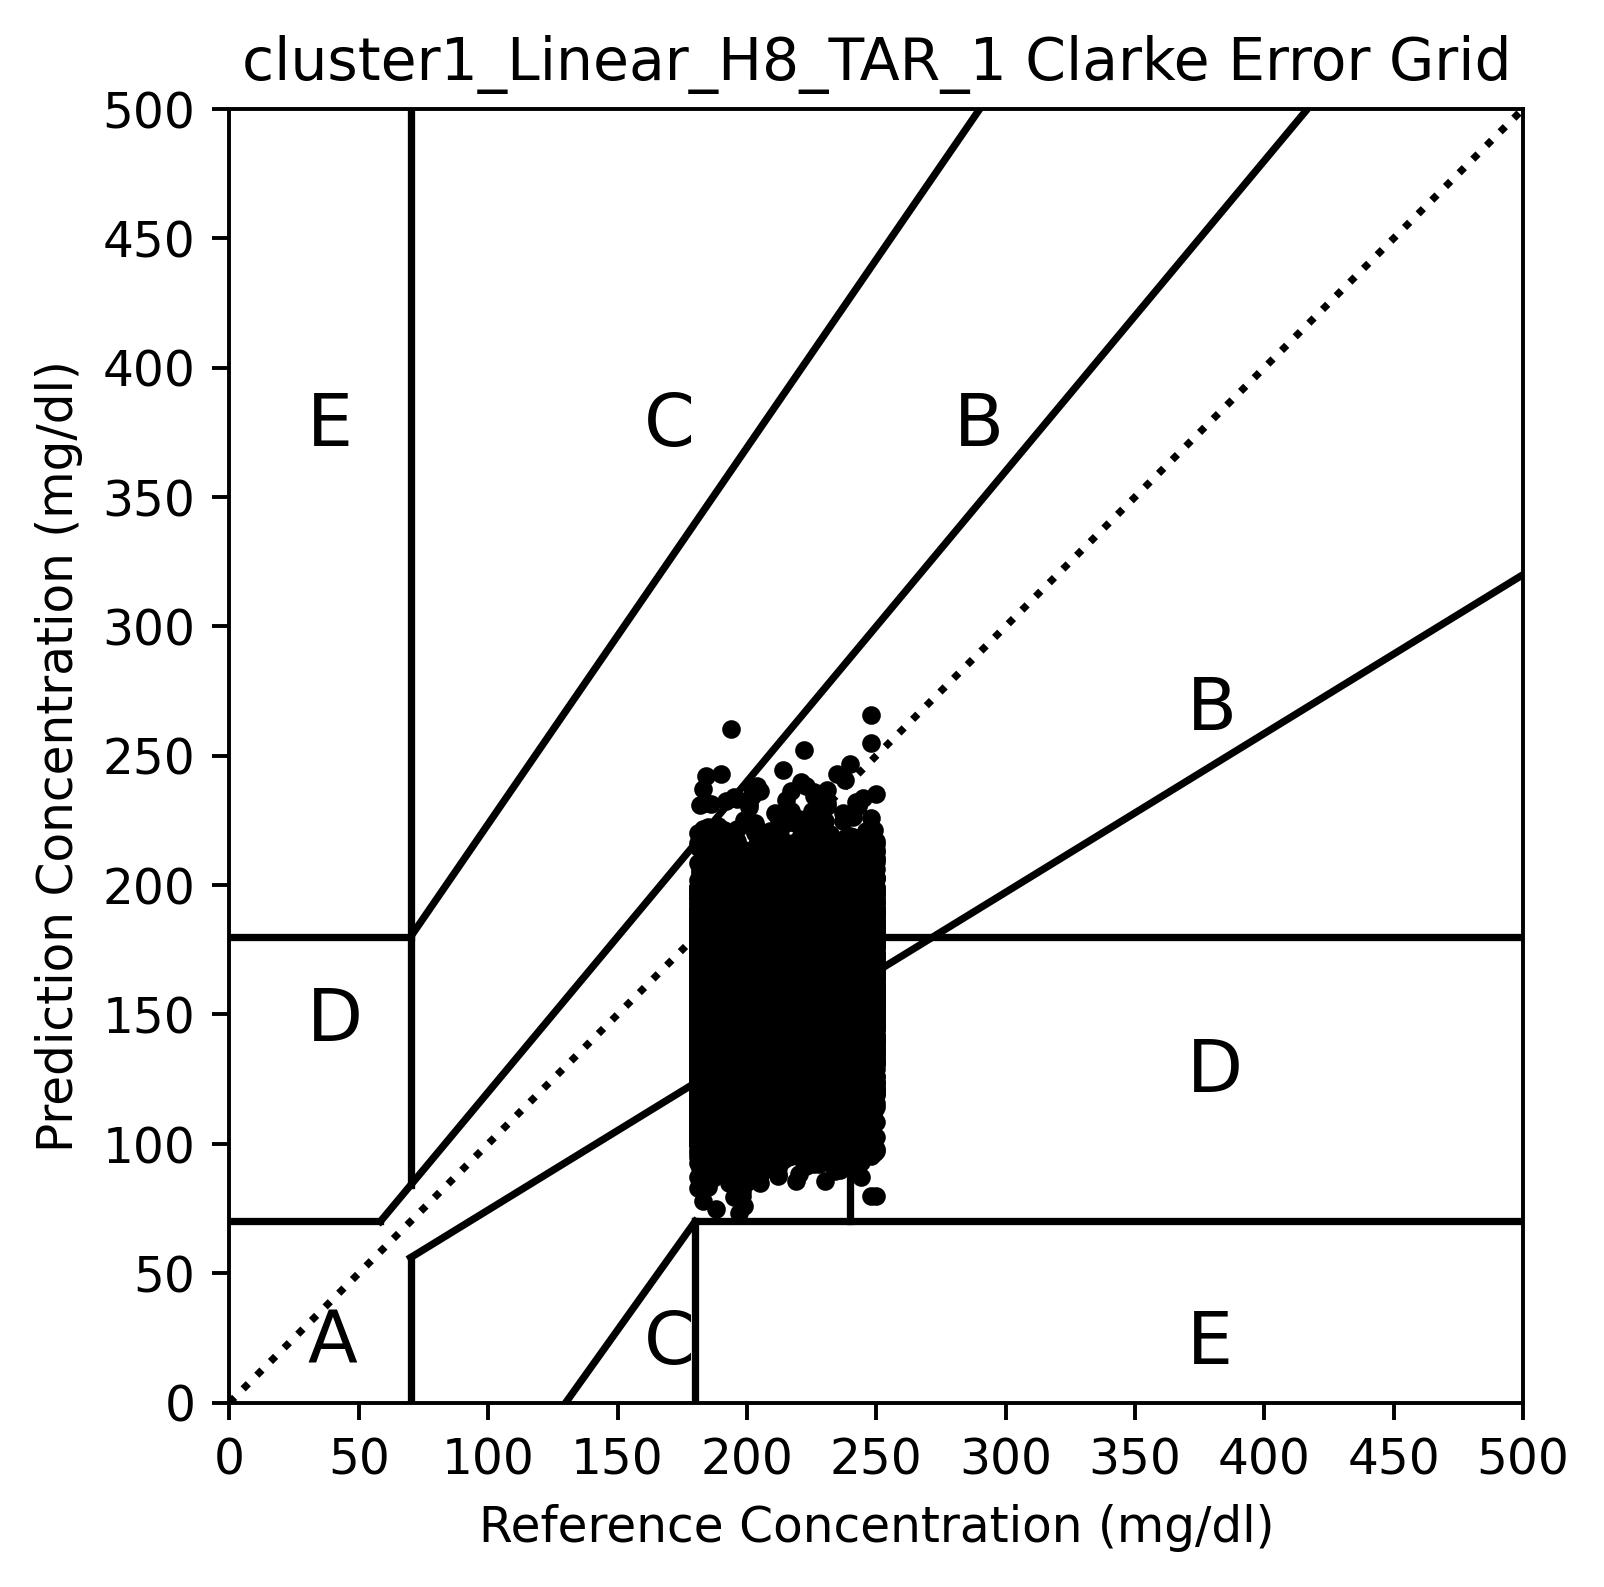 cluster1_Linear_H8_TAR_1 Clarke Error Grid
Prediction Concentration (mg/dl)
500
450
400
350
300
250
200
150
100
50
0
E
C
B
B
D
D
A
C
E
0 50 100 150 200 250 300 350 400 450 500
Reference Concentration (mg/dl)